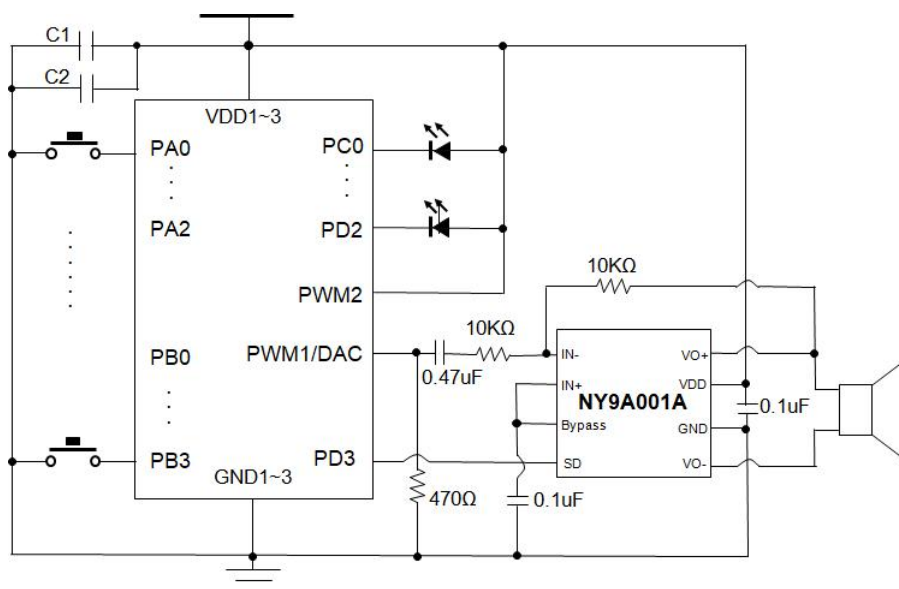 C1
C2
VDD1~3
PA0
PC0
PA2
PD2
PWM2
10KΩ
10KΩ
PB0
PWM1/DAC
0.47uF
IN-
VO+
IN+
VDD
NY9A001A
0.1uF
Bypass
GND
PB3
PD3
SD
VO-
GND1~3
470Ω
0.1uF